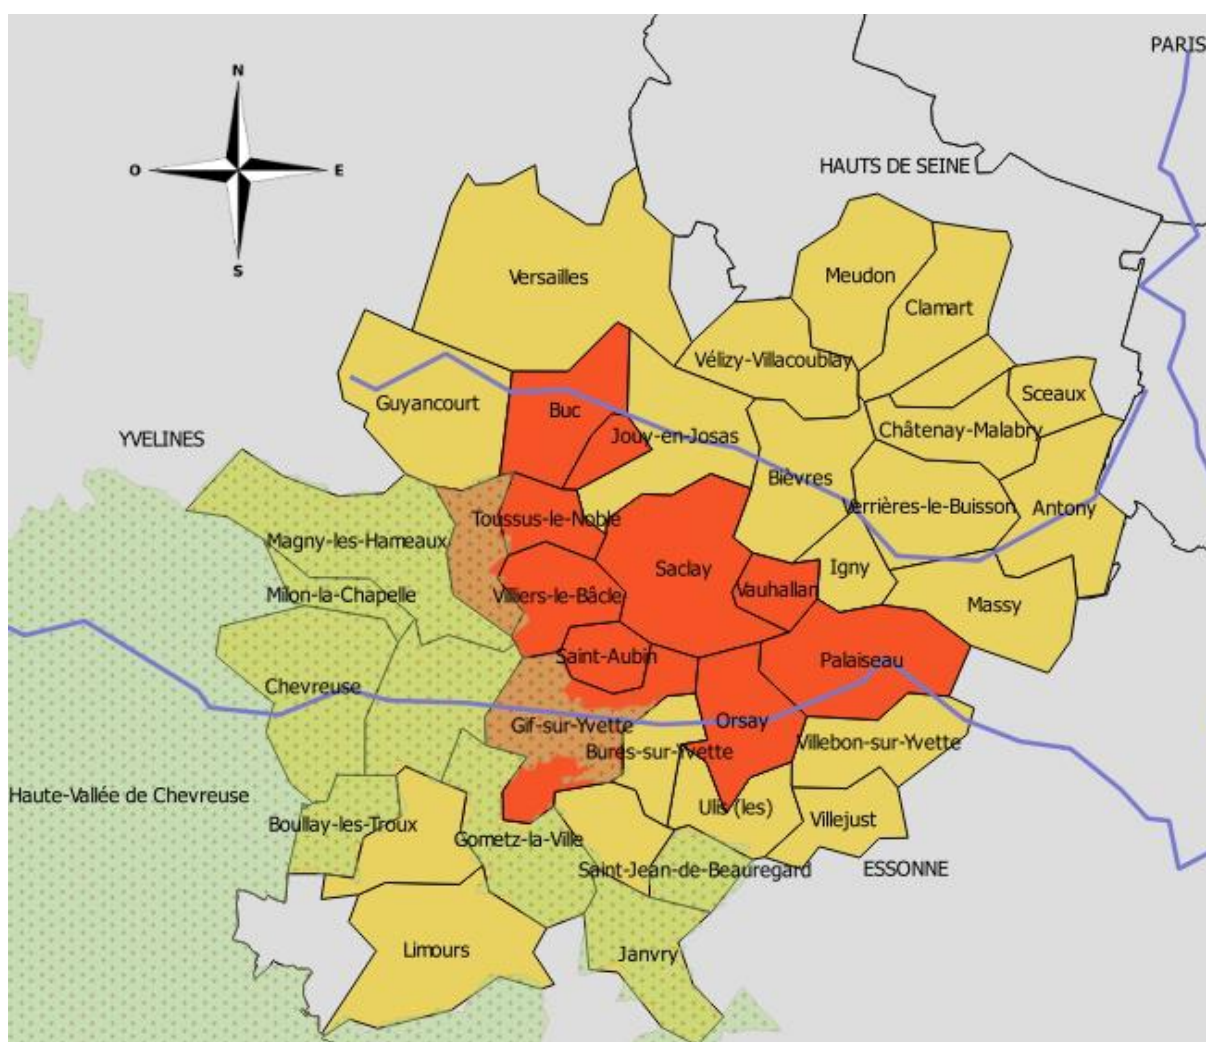 PARIS
N
O
E
S
HAUTS DE SEINE
Versailles
Meudon
Clamart
Vélizy-Villacoublay
Sceaux
Guyancourt
Buc
Jouy-en-Josas
Châtenay-Malabry
YVELINES
Bièvres
Verrières-le-Buisson
Antony
Toussus-le-Noble
Magny-les-Hameaux
Saclay
Igny
Vauhallan
Milon-la-Chapelle
Villiers-le-Bâcle
Massy
Saint-Aubin
Palaiseau
Chevreuse
Gif-sur-Yvette
Orsay
Bures-sur-Yvette
Villebon-sur-Yvette
Haute-Vallée de Chevreuse
Ulis (les)
Boullay-les-Troux
Villejust
Gometz-la-Ville
Saint-Jean-de-Beauregard
ESSONNE
Limours
Janvry